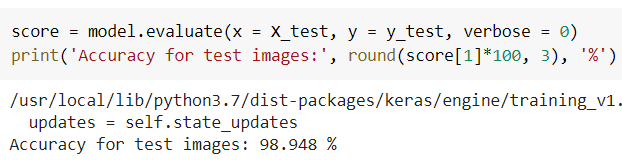 score = model.evaluate(x = X_test, y = y_test, verbose = 0)
print('Accuracy for test images:', round(score[1]*100, 3), '%')
/usr/local/lib/python3.7/dist-packages/keras/engine/training_v1.
  updates = self.state_updates
Accuracy for test images: 98.948 %